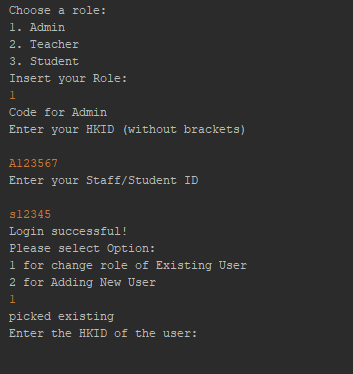 Choose a role:
1. Admin
2. Teacher
3. Student
Insert your Role:
1
Code for Admin
Enter your HKID (without brackets)
A123567
Enter your Staff/Student ID
s12345
Login successful!
Please select Option:
1 for change role of Existing User
2 for Adding New User
1
picked existing
Enter the HKID of the user: